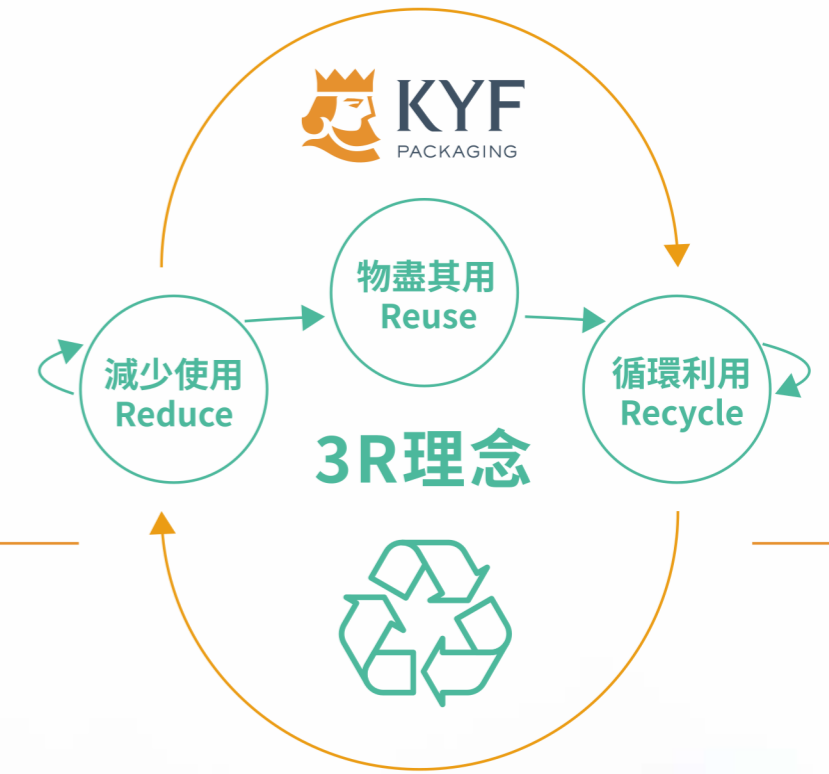 KYF
PACKAGING
物盡其用
Reuse
減少使用
Reduce
循環利用
Recycle
3R理念